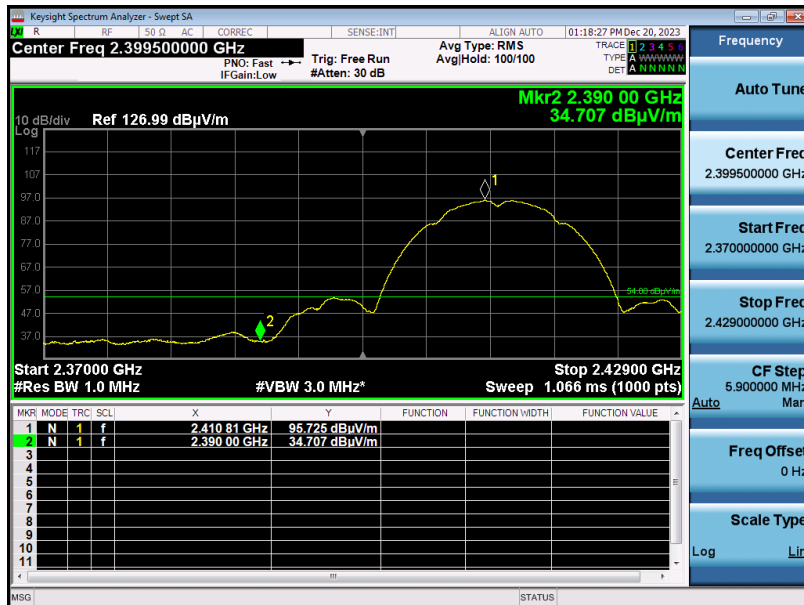 Keysight Spectrum Analyzer - Swept SA
LXI R RF 50 Ω AC CORREC SENSE:INT ALIGN AUTO 01:18:27 PM Dec 20, 2023
Center Freq 2.399500000 GHz
PNO: Fast
IFGain:Low
Trig: Free Run
#Atten: 30 dB
Avg Type: RMS
Avg|Hold: 100/100
TRACE 1 2 3 4 5 6
TYPE A W W W W W
DET A N N N N N
Mkr2 2.390 00 GHz
34.707 dBµV/m
10 dB/div Ref 126.99 dBµV/m
Log
117
107
97.0
87.0
77.0
67.0
57.0
47.0
37.0
1
2
54.00 dBµV/m
Start 2.37000 GHz Stop 2.42900 GHz
#Res BW 1.0 MHz #VBW 3.0 MHz* Sweep 1.066 ms (1000 pts)
MKR MODE TRC SCL X Y FUNCTION FUNCTION WIDTH FUNCTION VALUE
1 N 1 f 2.410 81 GHz 95.725 dBµV/m
2 N 1 f 2.390 00 GHz 34.707 dBµV/m
3
4
5
6
7
8
9
10
11
MSG STATUS
Frequency
Auto Tune
Center Freq
2.399500000 GHz
Start Freq
2.370000000 GHz
Stop Freq
2.429000000 GHz
CF Step
5.900000 MHz
Auto Man
Freq Offset
0 Hz
Scale Type
Log Lin